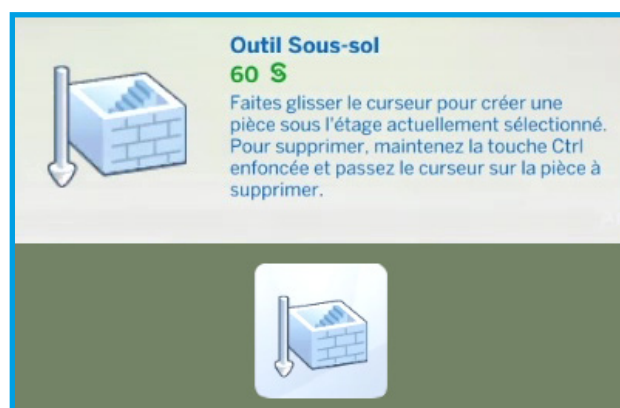 Outil Sous-sol
60 §
Faites glisser le curseur pour créer une
pièce sous l'étage actuellement sélectionné.
Pour supprimer, maintenez la touche Ctrl
enfoncée et passez le curseur sur la pièce à
supprimer.